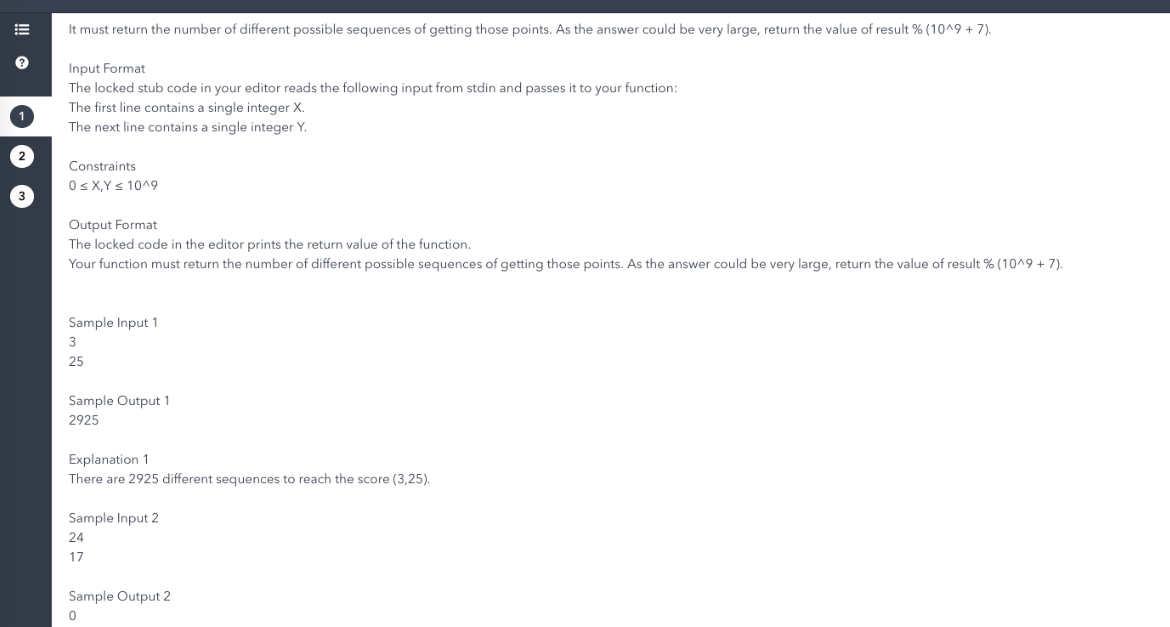 It must return the number of different possible sequences of getting those points. As the answer could be very large, return the value of result % (10^9 + 7).
Input Format
The locked stub code in your editor reads the following input from stdin and passes it to your function:
The first line contains a single integer X.
The next line contains a single integer Y.
Constraints
0 ≤ X,Y ≤ 10^9
Output Format
The locked code in the editor prints the return value of the function.
Your function must return the number of different possible sequences of getting those points. As the answer could be very large, return the value of result % (10^9 + 7).
Sample Input 1
3
25
Sample Output 1
2925
Explanation 1
There are 2925 different sequences to reach the score (3,25).
Sample Input 2
24
17
Sample Output 2
0
?
1
2
3